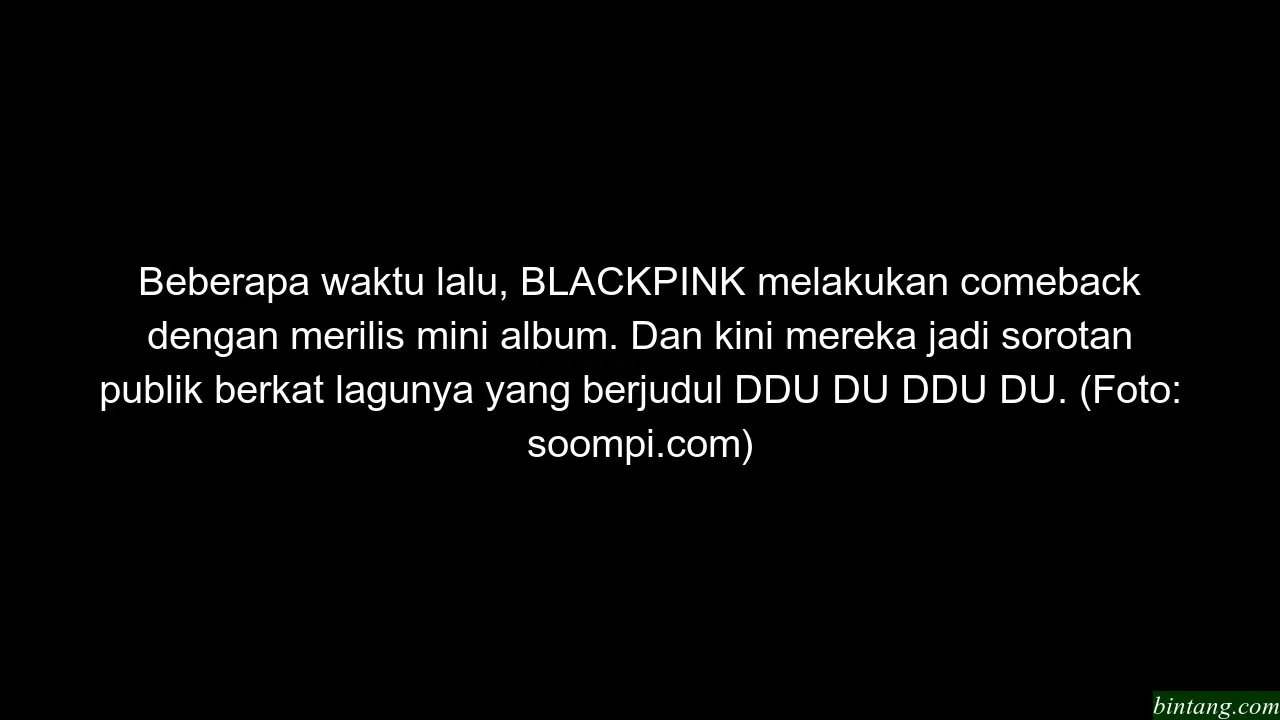 Beberapa waktu lalu, BLACKPINK melakukan comeback
dengan merilis mini album. Dan kini mereka jadi sorotan
publik berkat lagunya yang berjudul DDU DU DDU DU. (Foto:
soompi.com)
bintang.com